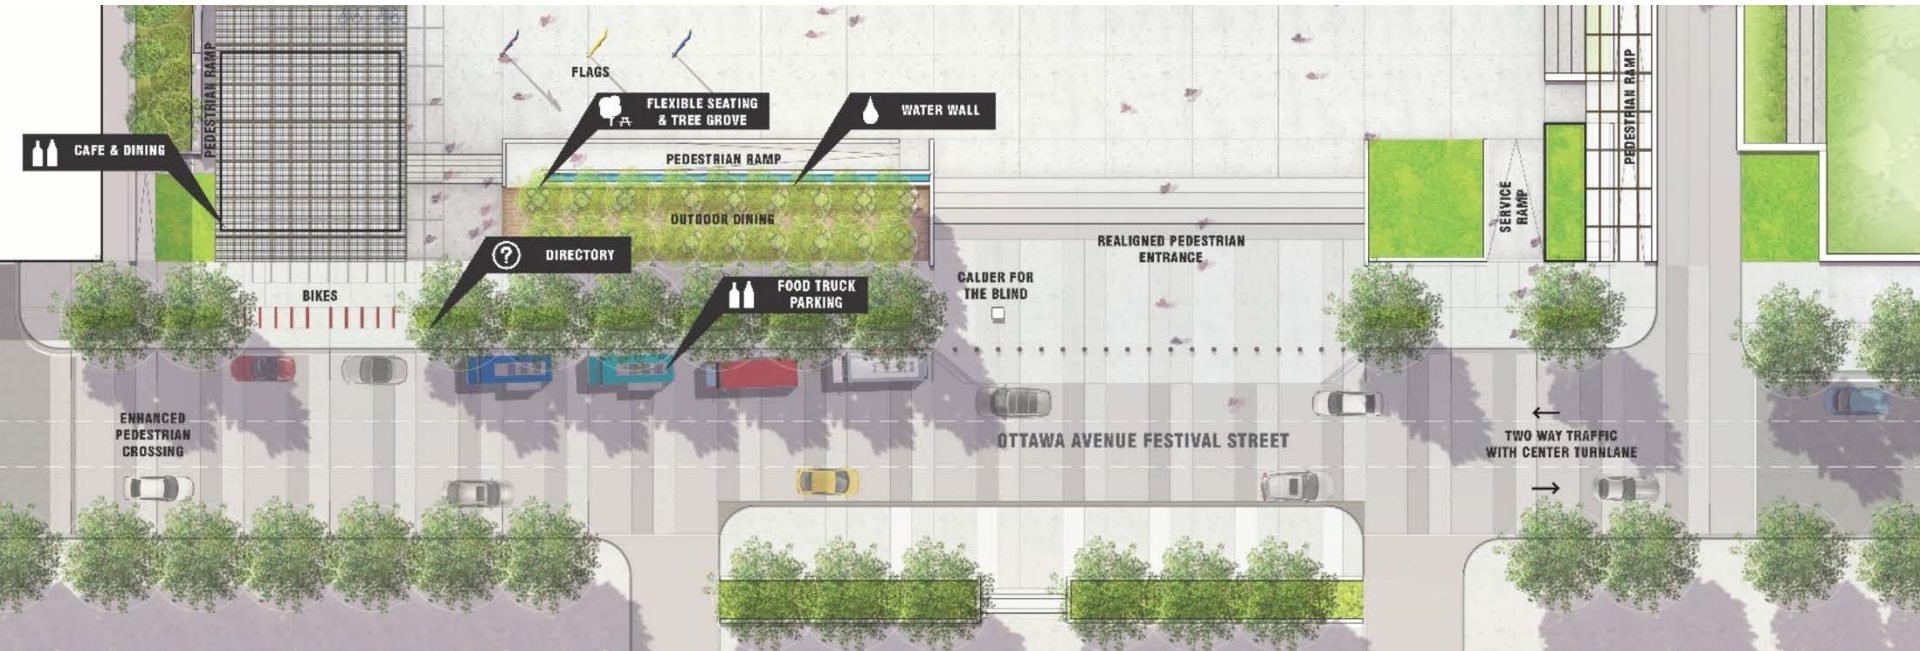 PEDESTRIAN RAMP
FLAGS
FLEXIBLE SEATING
& TREE GROVE
WATER WALL
CAFE & DINING
PEDESTRIAN RAMP
PEDESTRIAN RAMP
SERVICE
RAMP
OUTDOOR DINING
DIRECTORY
REALIGNED PEDESTRIAN
ENTRANCE
BIKES
FOOD TRUCK
PARKING
CALDER FOR
THE BLIND
ENHANCED
PEDESTRIAN
CROSSING
OTTAWA AVENUE FESTIVAL STREET
TWO WAY TRAFFIC
WITH CENTER TURNLANE